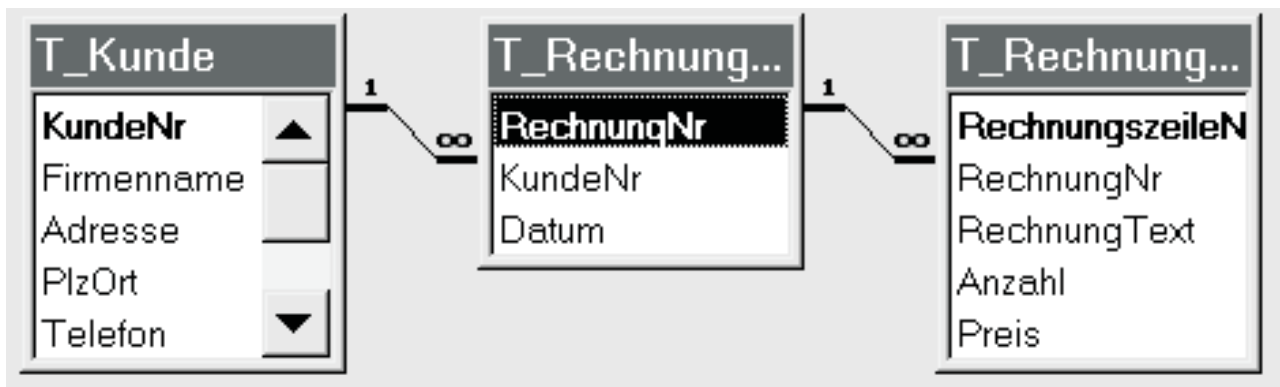 T_Kunde
KundeNr
Firmenname
Adresse
PlzOrt
Telefon
1
∞
T_Rechnung...
RechnungNr
KundeNr
Datum
1
∞
T_Rechnung...
RechnungszeileN
RechnungNr
RechnungText
Anzahl
Preis